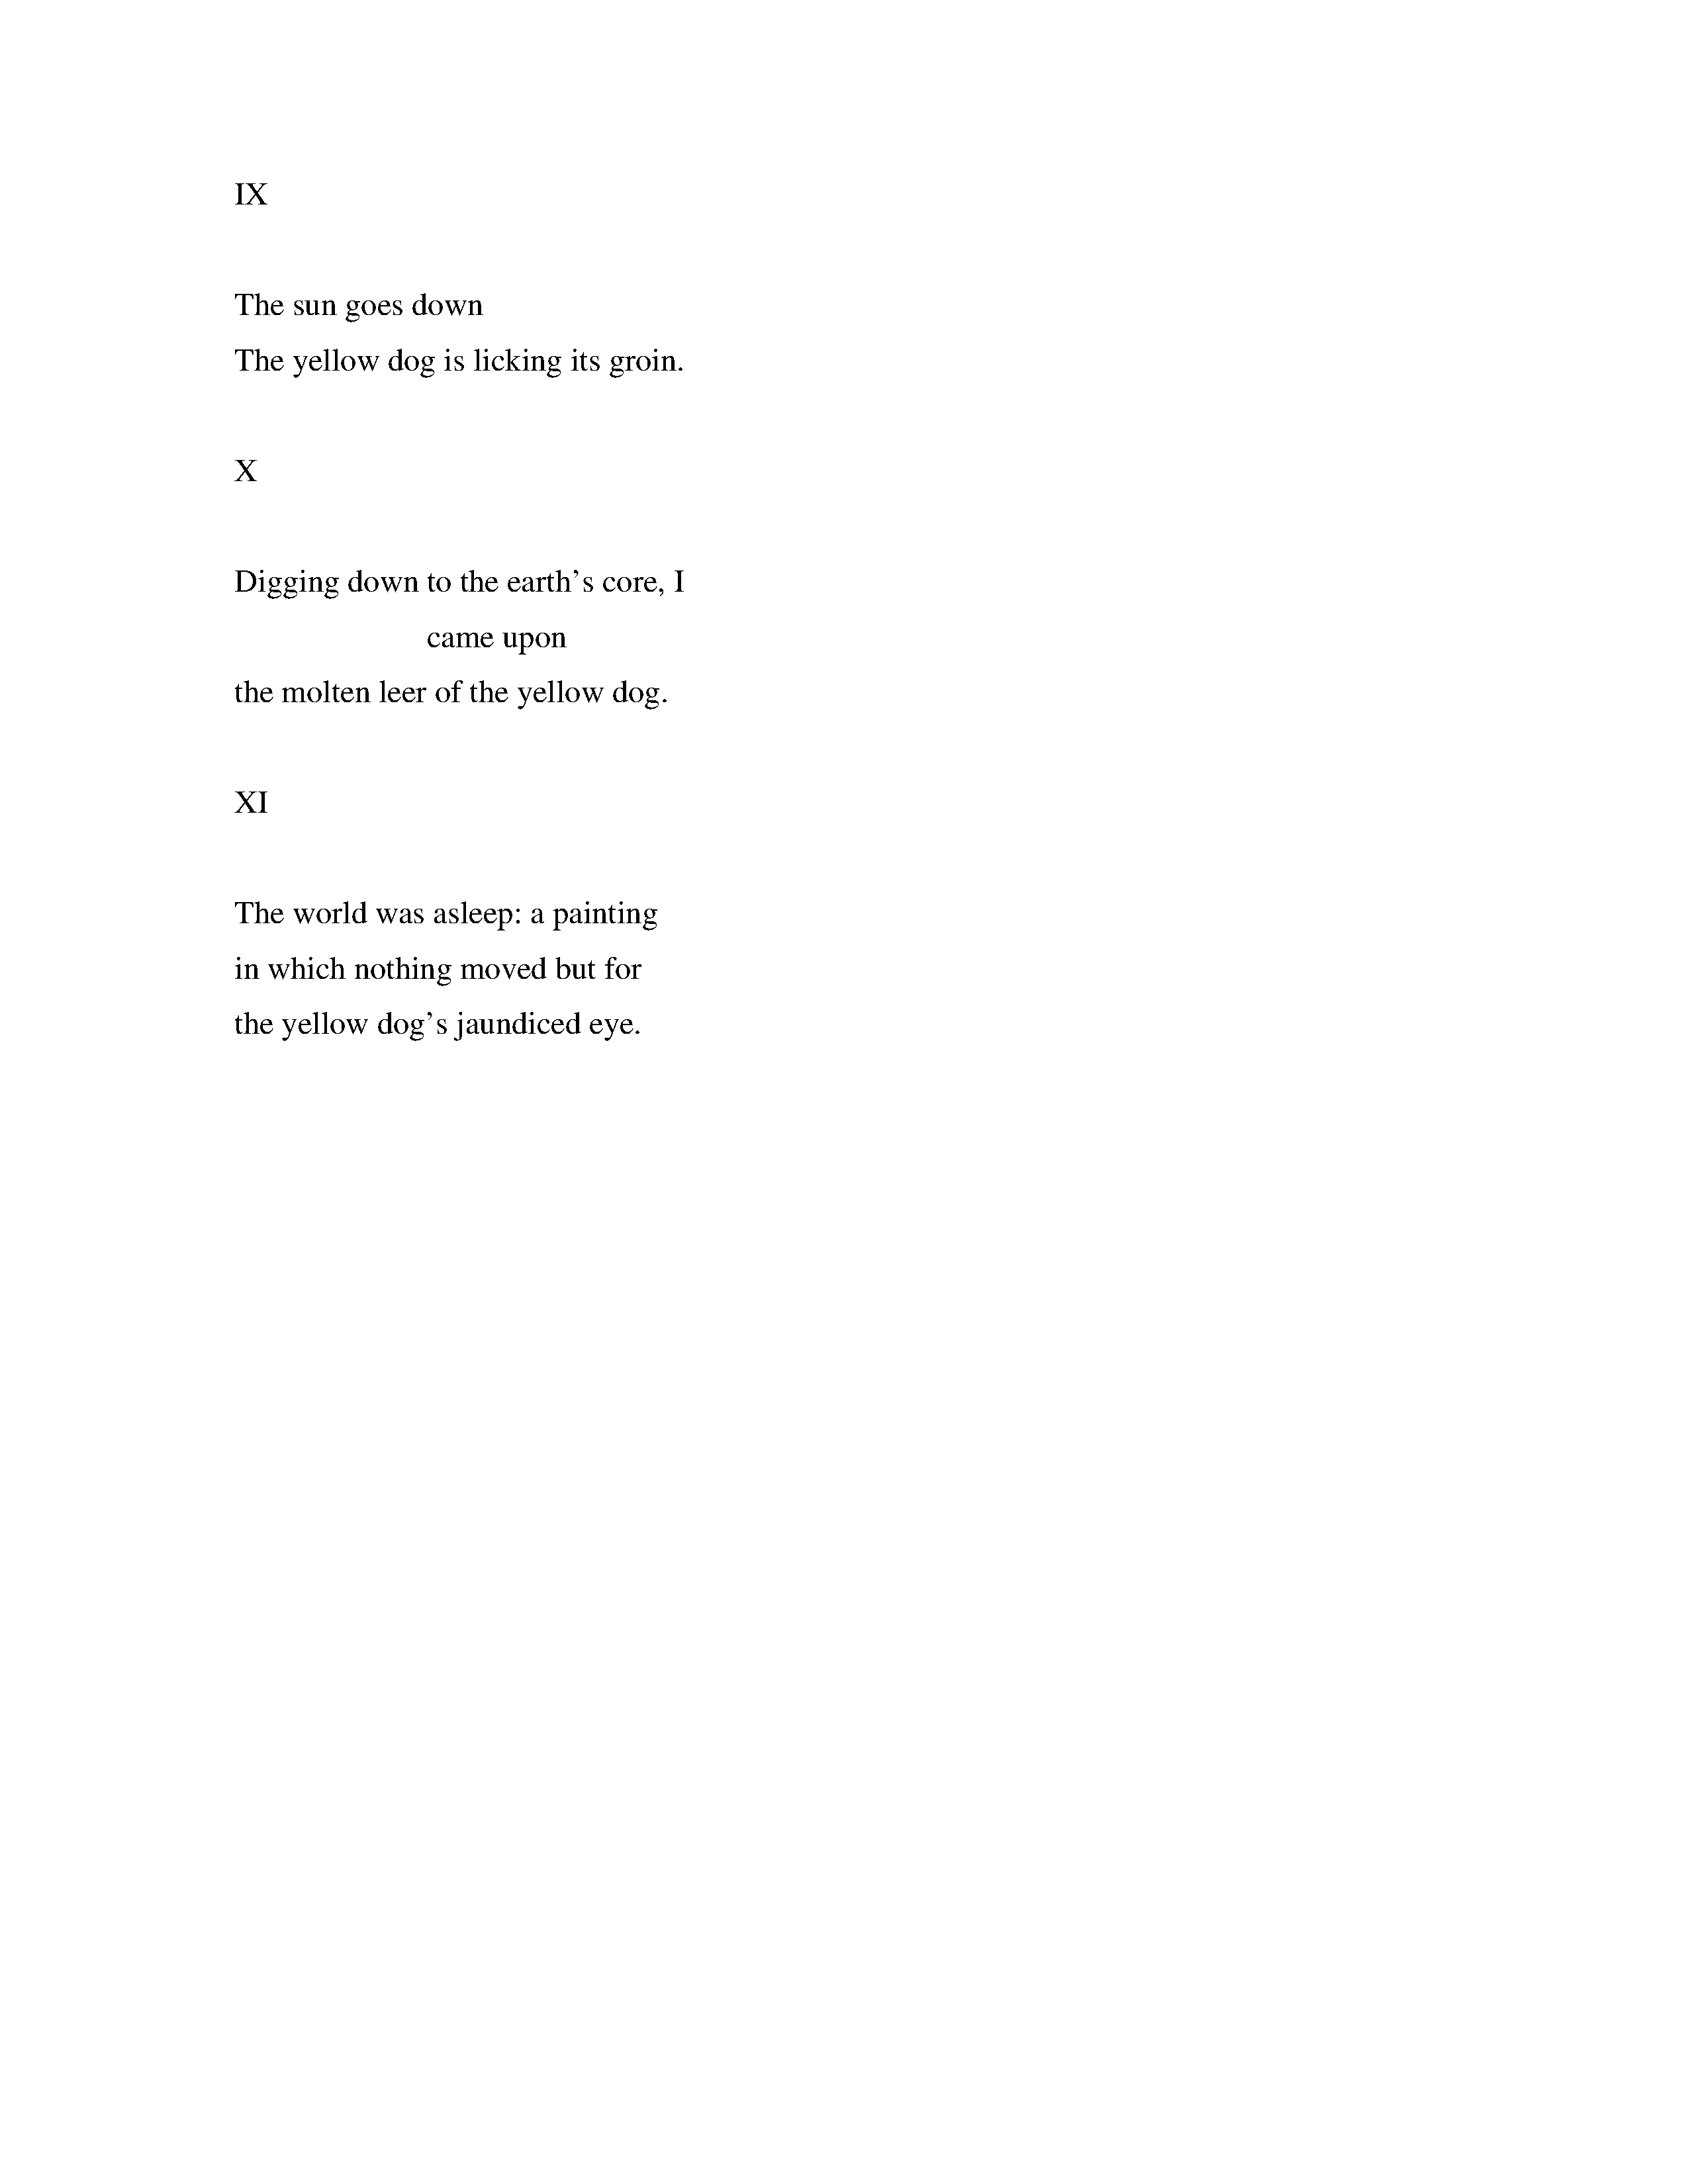 IX
The sun goes down
The yellow dog is licking its groin.
X
Digging down to the earth’s core, I
came upon
the molten leer of the yellow dog.
XI
The world was asleep: a painting
in which nothing moved but for
the yellow dog’s jaundiced eye.